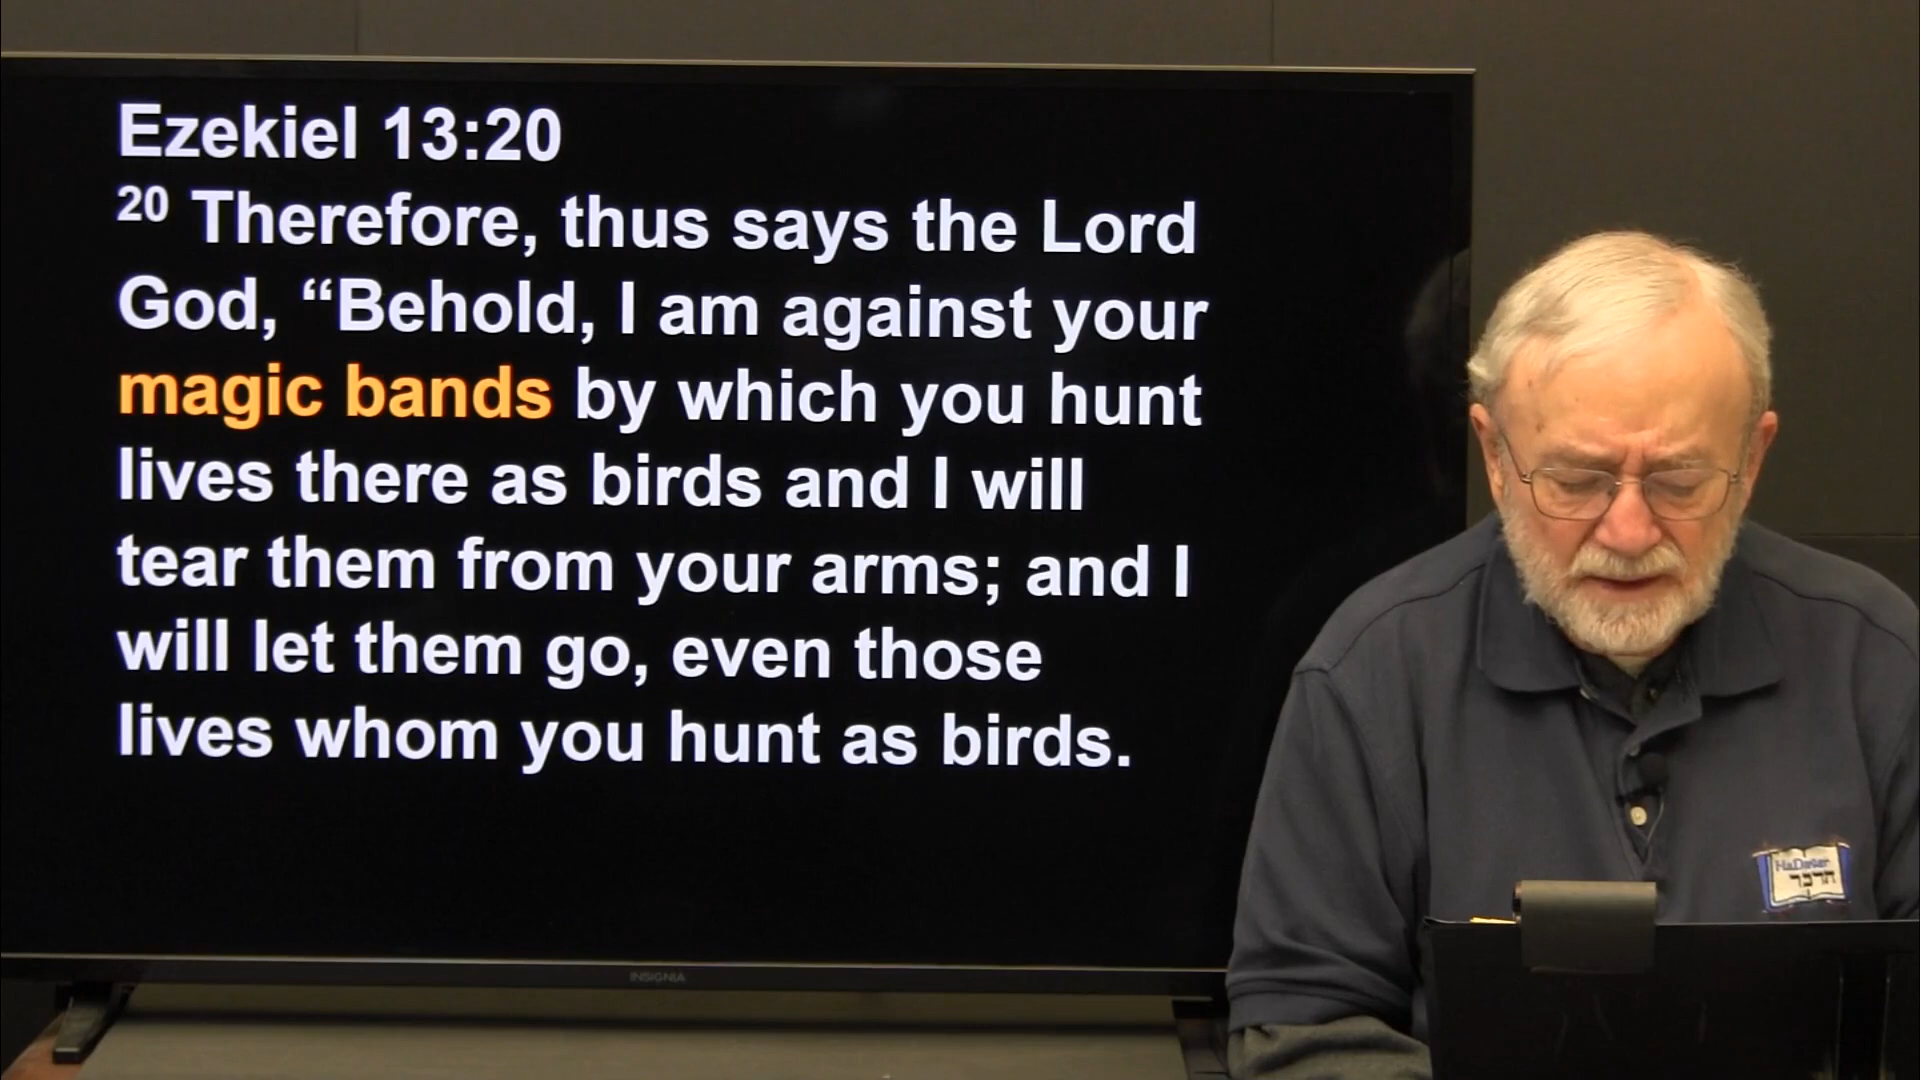 Ezekiel 13:20
20 Therefore, thus says the Lord
God, “Behold, I am against your
magic bands by which you hunt
lives there as birds and I will
tear them from your arms; and I
will let them go, even those
lives whom you hunt as birds.
INSIGNIA
HaDavar
הדבר